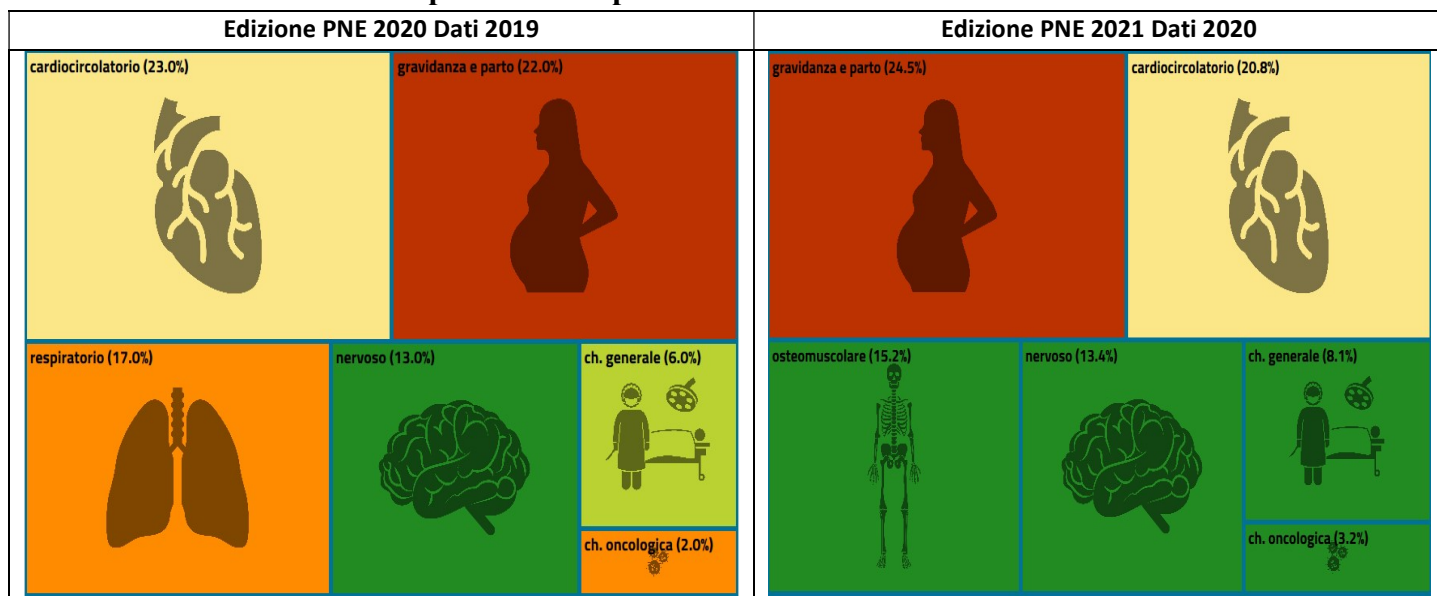 Edizione PNE 2020 Dati 2019
Edizione PNE 2021 Dati 2020
cardiocircolatorio (23.0%)
gravidanza e parto (22.0%)
respiratorio (17.0%)
nervoso (13.0%)
ch. generale (6.0%)
ch. oncologica (2.0%)
gravidanza e parto (24.5%)
cardiocircolatorio (20.8%)
osteomuscolare (15.2%)
nervoso (13.4%)
ch. generale (8.1%)
ch. oncologica (3.2%)